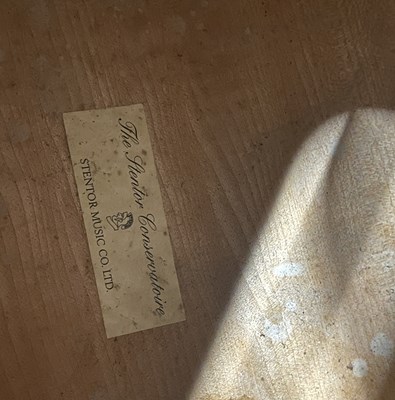 The Stentor Conservatoire
STENTOR MUSIC CO. LTD.